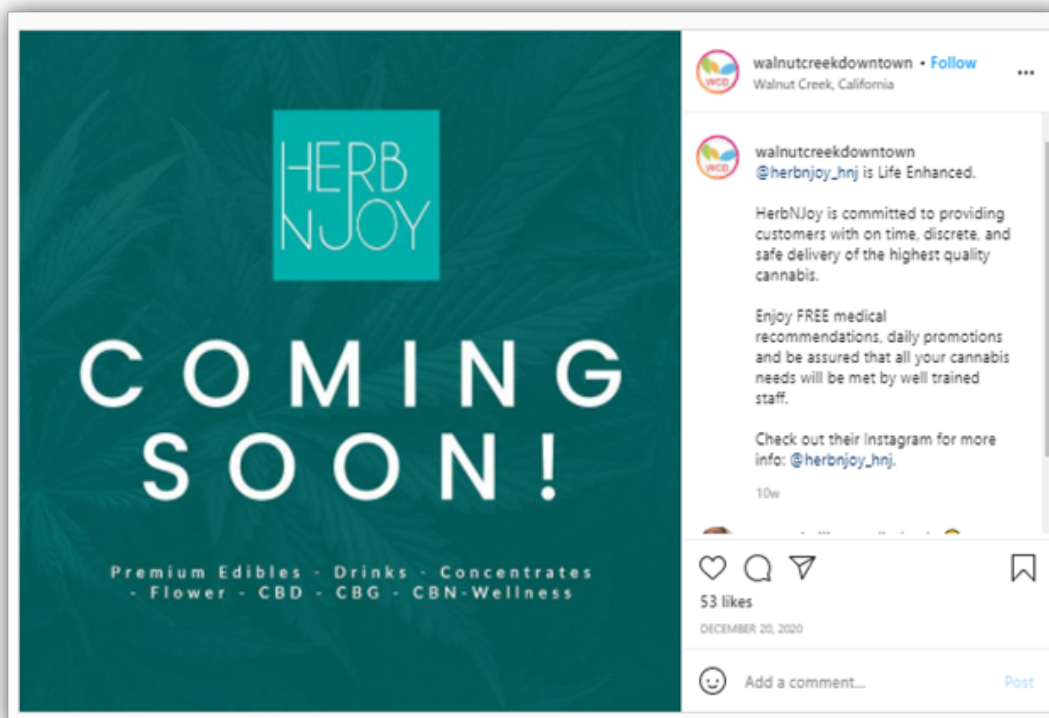 HERB
NJOY
COMING
SOON!
Premium Edibles - Drinks - Concentrates
- Flower - CBD - CBG - CBN-Wellness
WCD
walnutcreekdowntown • Follow
Walnut Creek, California
WCD
walnutcreekdowntown
@herbnjoy_hnj is Life Enhanced.
HerbNJoy is committed to providing
customers with on time, discrete, and
safe delivery of the highest quality
cannabis.
Enjoy FREE medical
recommendations, daily promotions
and be assured that all your cannabis
needs will be met by well trained
staff.
Check out their Instagram for more
info: @herbnjoy_hnj.
10w
53 likes
DECEMBER 20, 2020
Add a comment...
Post